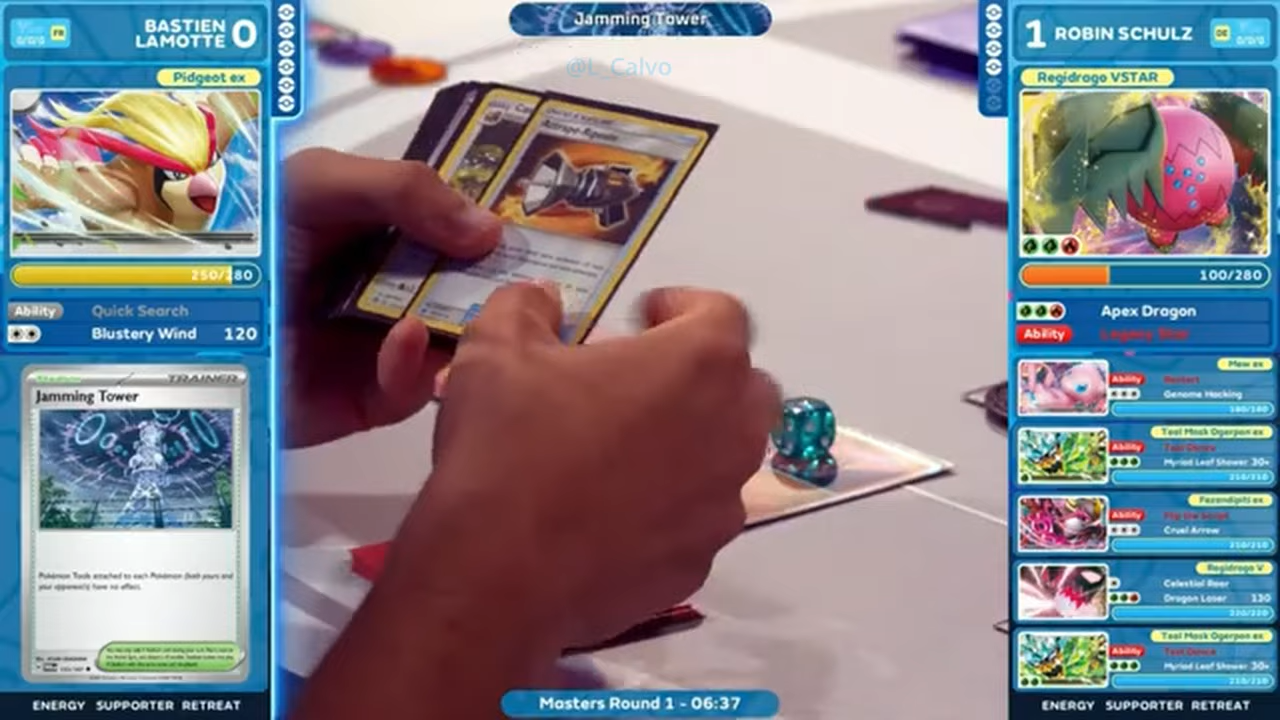 BASTIEN
LAMOTTE 0
FR
Pidgeot ex
250/280
Ability Quick Search
Blustery Wind 120
TRAINER
Jamming Tower
Pokémon Tools attached to each Pokémon (both yours and
your opponent's) have no effect.
ENERGY SUPPORTER RETREAT
Jamming Tower
@L_Calvo
Attrape-Riposte
Masters Round 1 - 06:37
1 ROBIN SCHULZ
DE
Regidrago VSTAR
100/280
Apex Dragon
Ability Legacy Star
Mew ex
Ability Restart
Genome Hacking
180/180
Teal Mask Ogerpon ex
Ability Teal Dance
Myriad Leaf Shower 30+
210/210
Fezandipiti ex
Ability Flip the Script
Cruel Arrow
210/210
Regidrago V
Celestial Roar
Dragon Laser 130
220/220
Teal Mask Ogerpon ex
Ability Teal Dance
Myriad Leaf Shower 30+
210/210
ENERGY SUPPORTER RETREAT